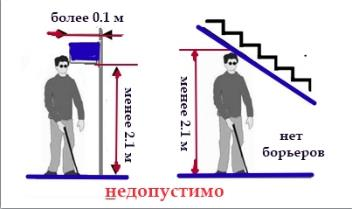 более 0.1 м
менее 2.1 м
менее 2.1 м
нет
борьеров
недопустимо